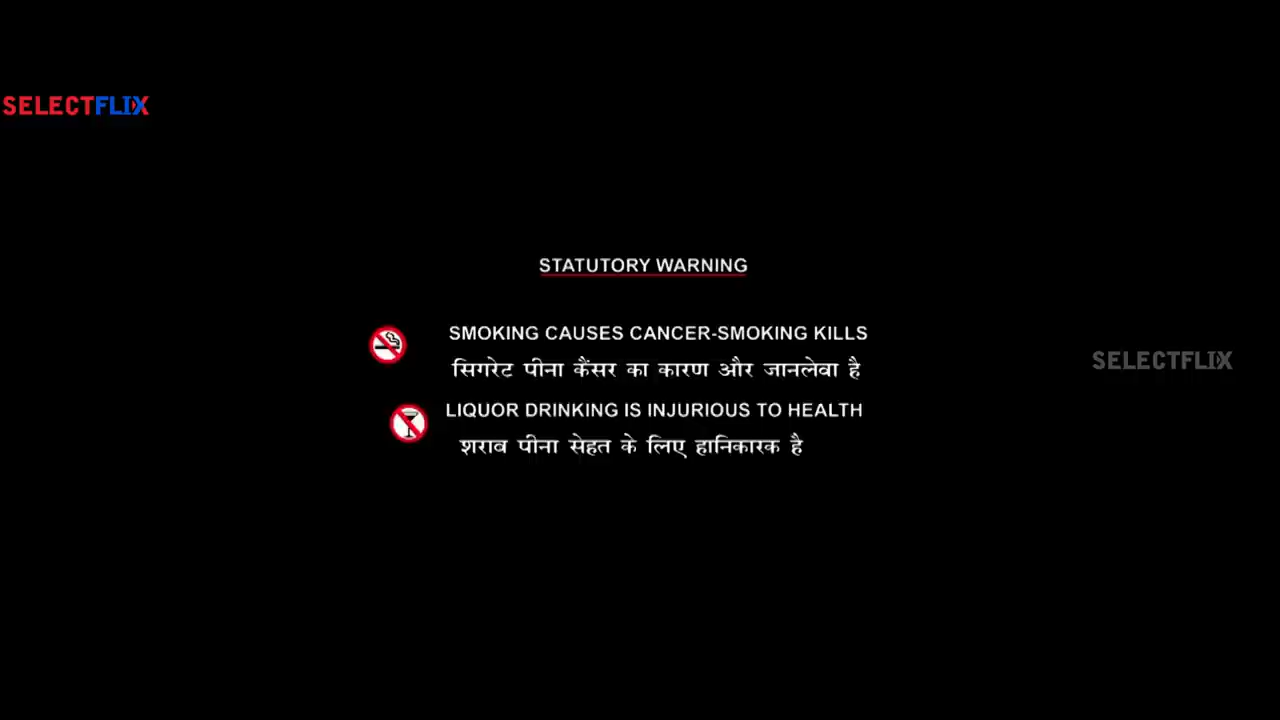 SELECTFLIX
STATUTORY WARNING
SMOKING CAUSES CANCER-SMOKING KILLS
सिगरेट पीना कैंसर का कारण और जानलेवा है
SELECTFLIX
LIQUOR DRINKING IS INJURIOUS TO HEALTH
शराब पीना सेहत के लिए हानिकारक है